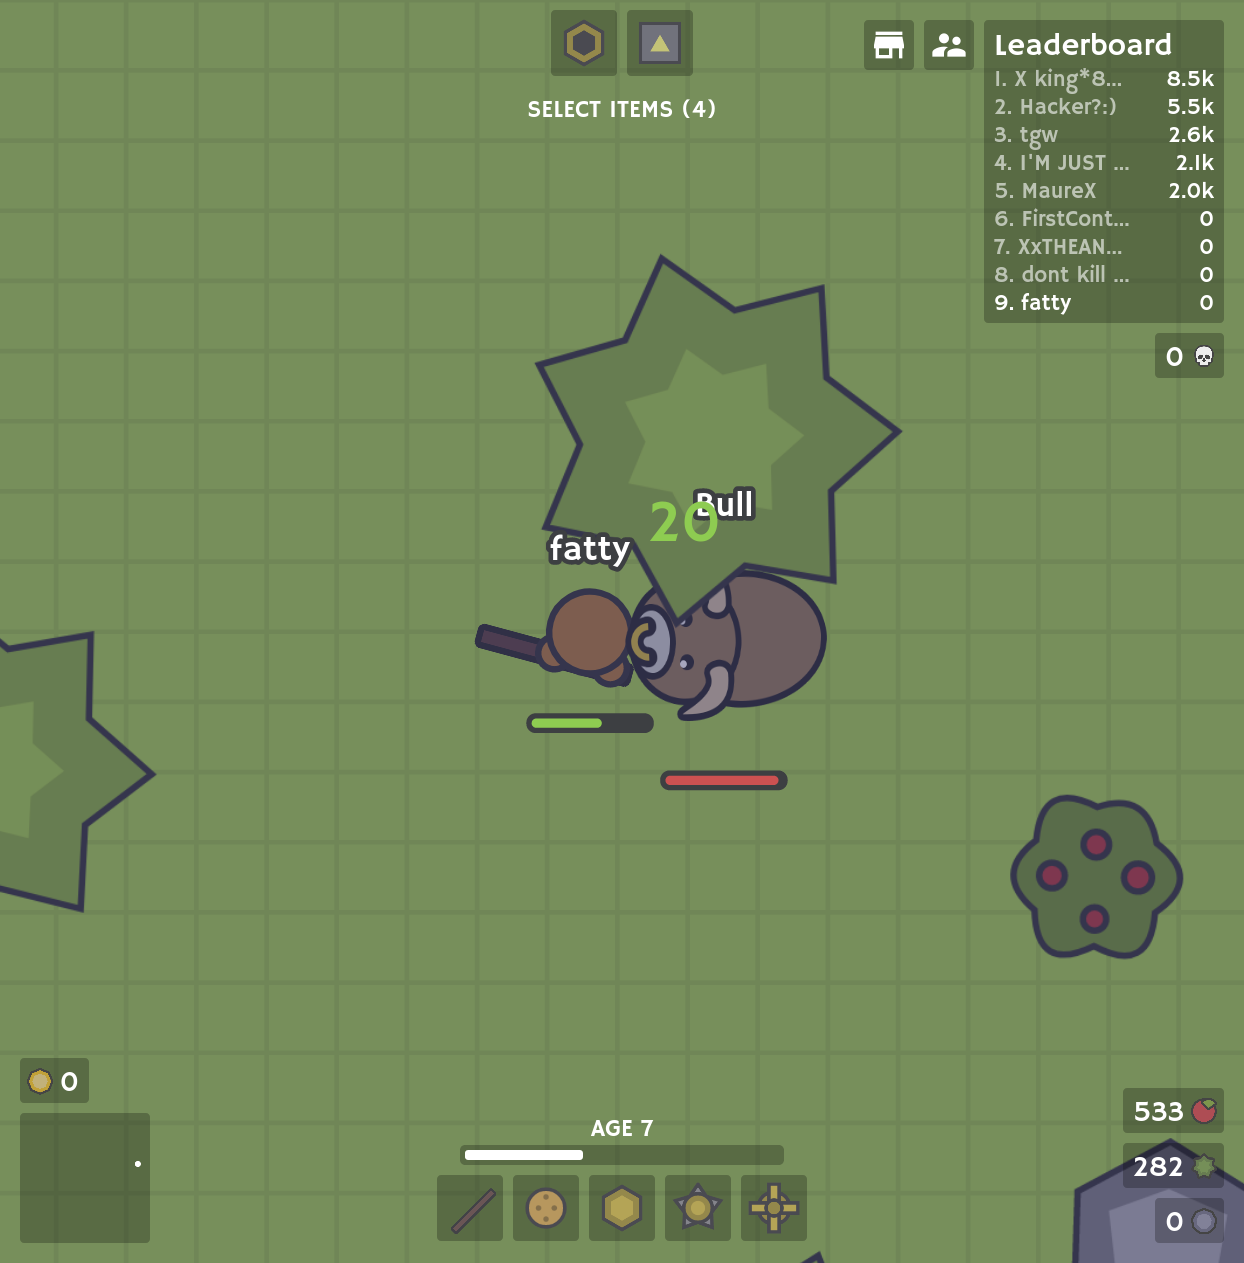 SELECT ITEMS (4)
Leaderboard
1. X king*8... 8.5k
2. Hacker?:) 5.5k
3. tgw 2.6k
4. I'M JUST ... 2.1k
5. MaureX 2.0k
6. FirstCont... 0
7. XxTHEAN... 0
8. dont kill ... 0
9. fatty 0
0
Bull
20
fatty
0
AGE 7
533
282
0